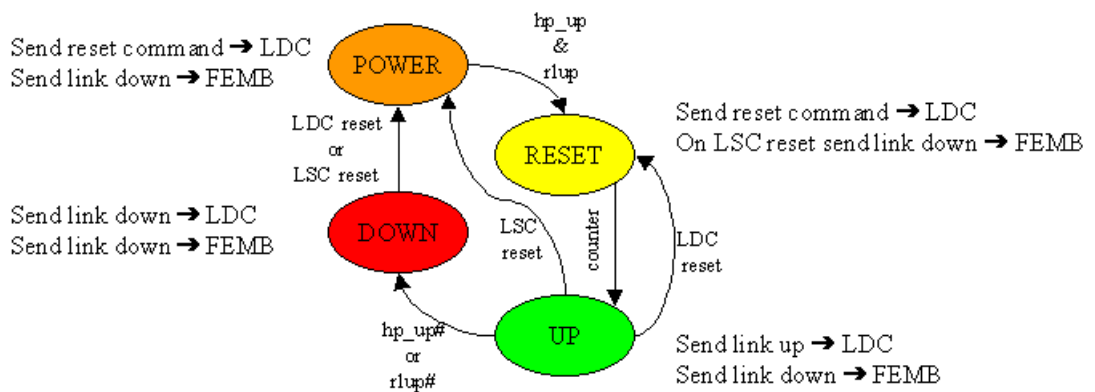 hp_up
&
rlup
Send reset command ➔ LDC
Send link down ➔ FEMB
POWER
LDC reset
or
LSC reset
Send reset command ➔ LDC
On LSC reset send link down ➔ FEMB
RESET
Send link down ➔ LDC
Send link down ➔ FEMB
DOWN
LSC
reset
counter
LDC
reset
hp_up#
or
rlup#
UP
Send link up ➔ LDC
Send link down ➔ FEMB